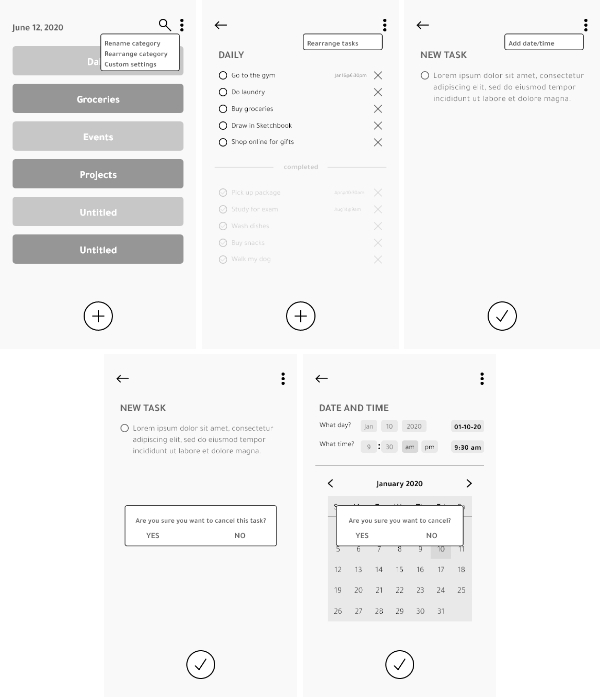 June 12, 2020
Rename category
Rearrange category
Custom settings
Groceries
Events
Projects
Untitled
Untitled
Rearrange tasks
DAILY
Go to the gym
Do laundry
Buy groceries
Draw in Sketchbook
Shop online for gifts
completed
Pick up package
Study for exam
Wash dishes
Buy snacks
Walk my dog
Add date/time
NEW TASK
Lorem ipsum dolor sit amet, consectetur
adipiscing elit, sed do eiusmod tempor
incididunt ut labore et dolore magna
NEW TASK
Lorem ipsum dolor sit amet, consectetur
adipiscing elit, sed do eiusmod tempor
incididunt ut labore et dolore magna
Are you sure you want to cancel this task?
YES NO
DATE AND TIME
What day? Jan 10 2020 01-10-20
What time? 9 : 30 am pm 9:30 am
January 2020
Are you sure you want to cancel?
YES NO
5 6 7 8 9 10 11
12 13 14 15 16 17 18
19 20 21 22 23 24 25
26 27 28 29 30 31